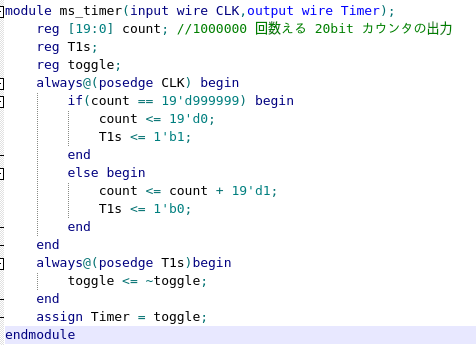 module ms_timer(input wire CLK,output wire Timer);
reg [19:0] count; //1000000 回数える 20bit カウンタの出力
reg T1s;
reg toggle;
always@(posedge CLK) begin
if(count == 19'd999999) begin
count <= 19'd0;
T1s <= 1'b1;
end
else begin
count <= count + 19'd1;
T1s <= 1'b0;
end
end
always@(posedge T1s)begin
toggle <= ~toggle;
end
assign Timer = toggle;
endmodule